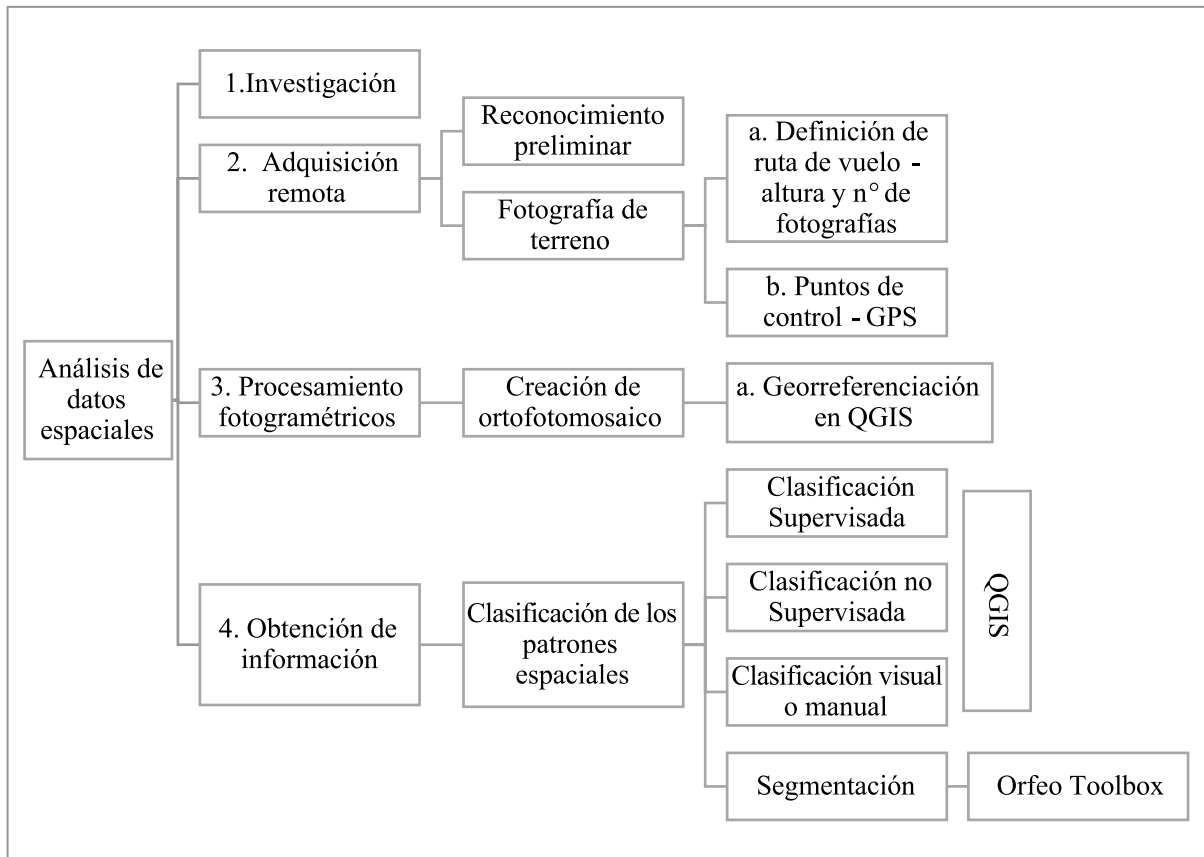 Análisis de
datos
espaciales
1.Investigación
2. Adquisición
remota
Reconocimiento
preliminar
Fotografía de
terreno
a. Definición de
ruta de vuelo -
altura y n° de
fotografías
b. Puntos de
control - GPS
3. Procesamiento
fotogramétricos
Creación de
ortofotomosaico
a. Georreferenciación
en QGIS
4. Obtención de
información
Clasificación de los
patrones
espaciales
Clasificación
Supervisada
Clasificación no
Supervisada
Clasificación visual
o manual
QGIS
Segmentación
Orfeo Toolbox